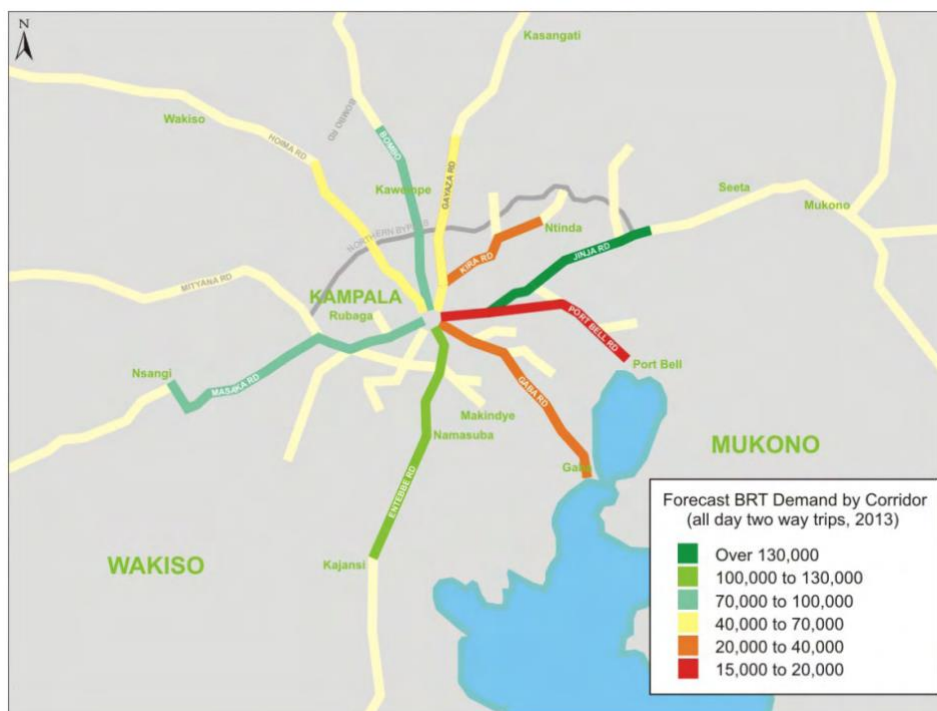 N
Kasangati
Wakiso
HOIMA RD
BOMBO RD
BOMBO
Kawempe
GAYAZA RD
Seeta
Mukono
NORTHERN BYPASS
Ntinda
KIRA RD
JINJA RD
MITYANA RD
KAMPALA
Rubaga
PORT BELL RD
Port Bell
Nsangi
MASAKA RD
GABA RD
Makindye
Namasuba
MUKONO
Gaba
ENTEBBE RD
WAKISO
Kajansi
Forecast BRT Demand by Corridor
(all day two way trips, 2013)
Over 130,000
100,000 to 130,000
70,000 to 100,000
40,000 to 70,000
20,000 to 40,000
15,000 to 20,000